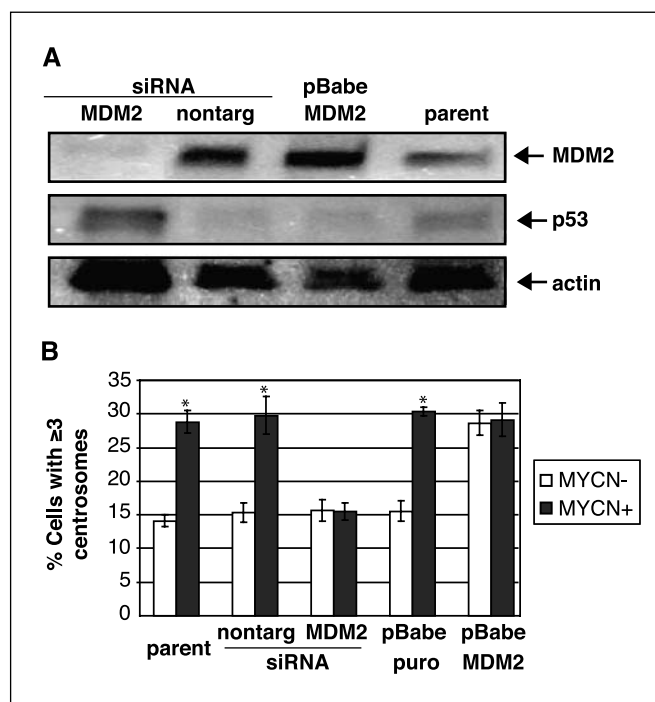 A
siRNA pBabe
MDM2 nontarg MDM2 parent
MDM2
p53
actin
B
% Cells with ≥3
centrosomes
35
30
25
20
15
10
5
0
* * *
MYCN-
MYCN+
parent nontarg MDM2 pBabe pBabe
siRNA puro MDM2